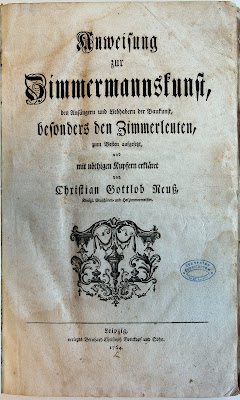 Anweisung
zur
Zimmermannskunst,
den Anfängern und Liebhabern der Baukunst,
besonders den Zimmerleuten,
zum Besten aufgesetzt,
und
mit nöthigen Kupfern erkläret
von
Christian Gottlob Reuß,
Leipzig,
verlegts Bernhard Christoph Breitkopf und Sohn.
1764.